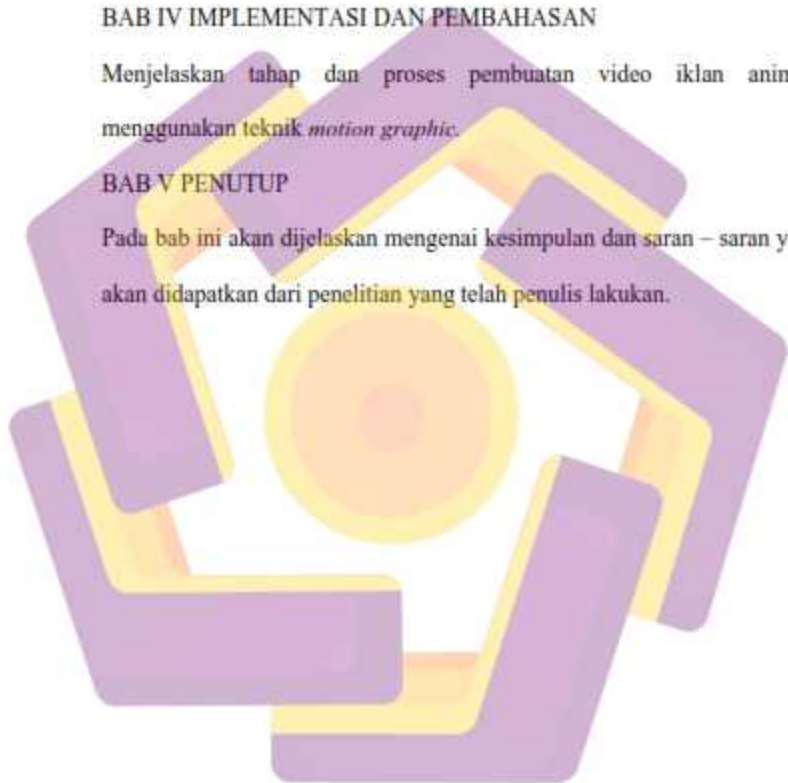 BAB IV IMPLEMENTASI DAN PEMBAHASAN
Menjelaskan tahap dan proses pembuatan video iklan anim
menggunakan teknik motion graphic.
BAB V PENUTUP
Pada bab ini akan dijelaskan mengenai kesimpulan dan saran – saran y
akan didapatkan dari penelitian yang telah penulis lakukan.